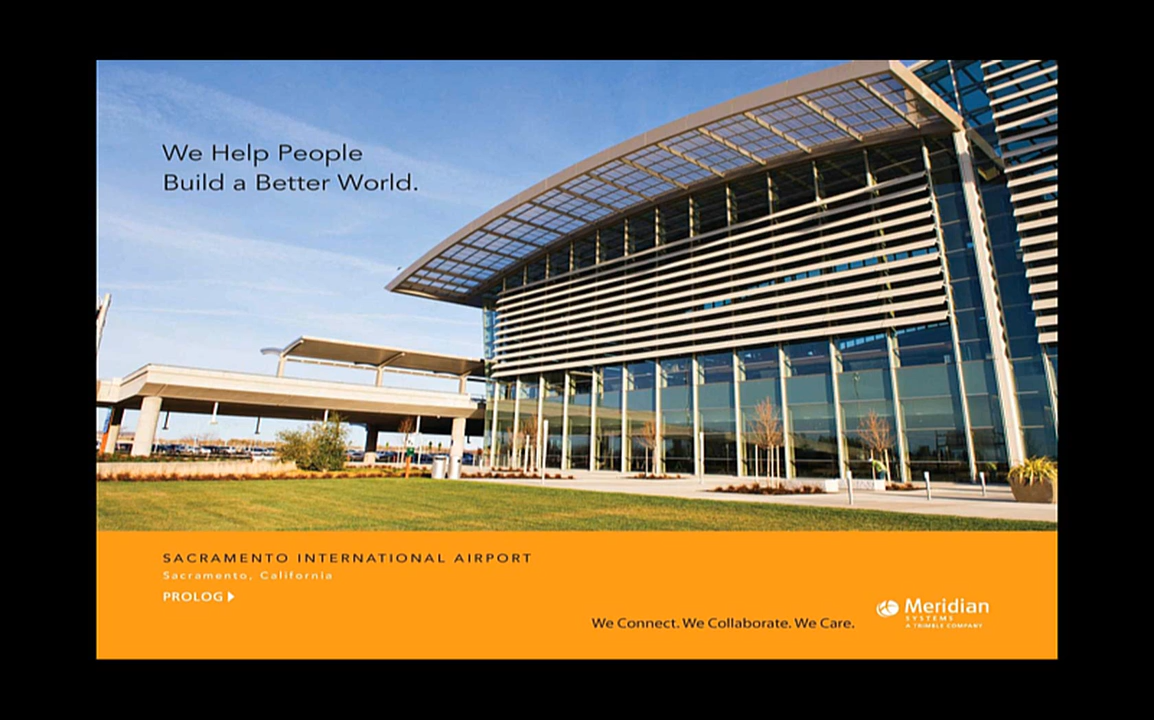 We Help People
Build a Better World.
SACRAMENTO INTERNATIONAL AIRPORT
Sacramento, California
PROLOG
We Connect. We Collaborate. We Care.
Meridian
SYSTEMS
A TRIMBLE COMPANY